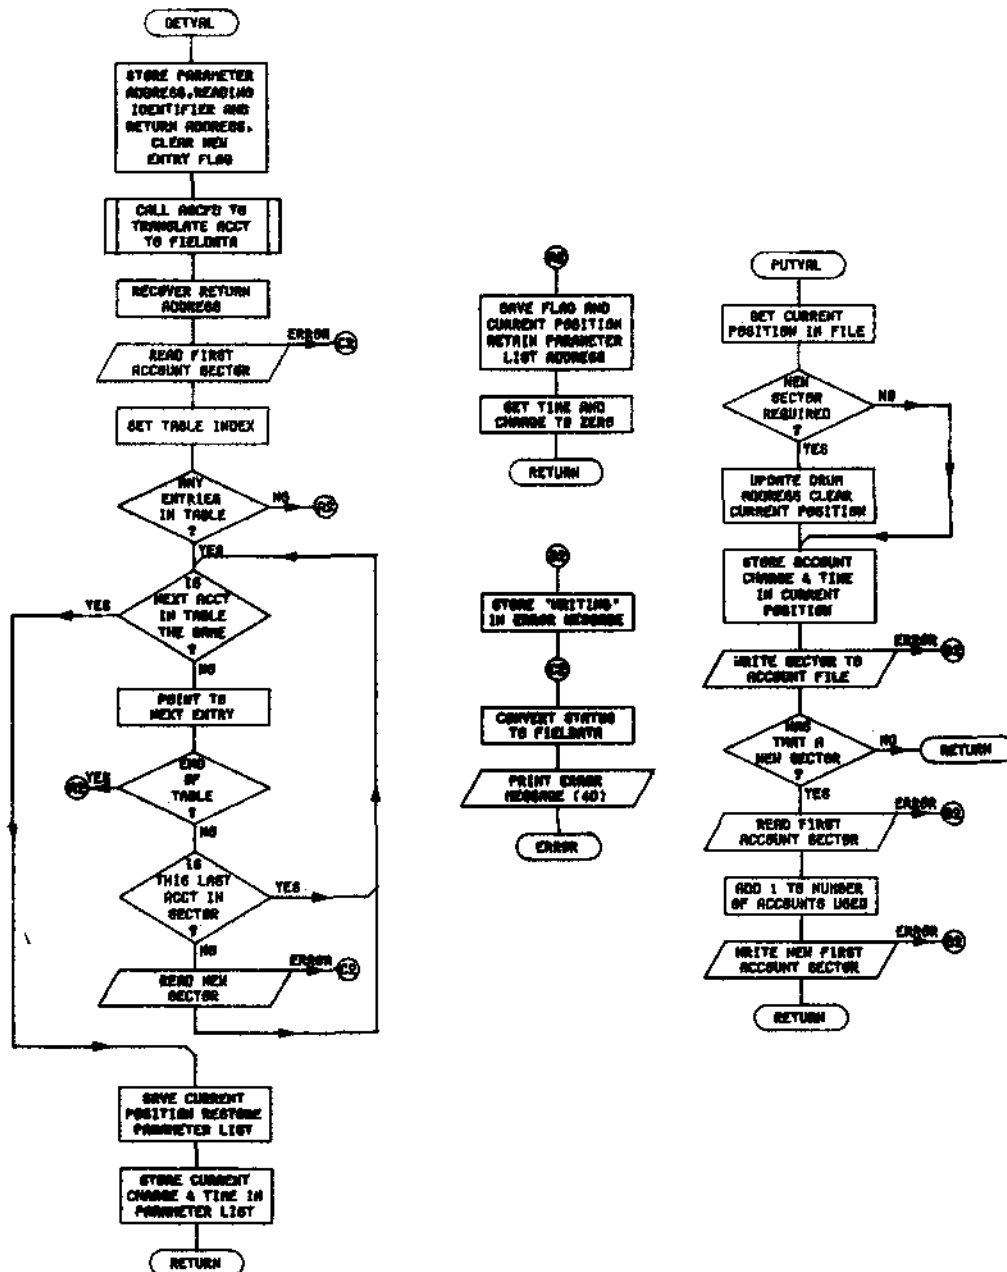 GETVAL
STORE PARAMETER
ADDRESS,READING
IDENTIFIER AND
RETURN ADDRESS.
CLEAR NEW
ENTRY FLAG
CALL
TO
TRANSLATE ACCT
TO FIELDATA
RECOVER RETURN
ADDRESS
ERROR
READ FIRST
ACCOUNT SECTOR
SET TABLE INDEX
ANY
ENTRIES
IN TABLE
?
NO
YES
IS
NEXT ACCT
IN TABLE
THE SAME
?
YES
NO
POINT TO
NEXT ENTRY
END
OF
TABLE
?
YES
NO
IS
THIS LAST
ACCT IN
SECTOR
?
YES
NO
ERROR
READ NEW
SECTOR
SAVE CURRENT
POSITION RESTORE
PARAMETER LIST
STORE CURRENT
CHARGE & TIME IN
PARAMETER LIST
RETURN
SAVE FLAG AND
CURRENT POSITION
RETAIN PARAMETER
LIST ADDRESS
SET TIME AND
CHARGE TO ZERO
RETURN
STORE "WRITING"
IN ERROR MESSAGE
CONVERT STATUS
TO FIELDATA
PRINT ERROR
MESSAGE (40)
ERROR
PUTVAL
GET CURRENT
POSITION IN FILE
NEW
SECTOR
REQUIRED
?
NO
YES
UPDATE DRUM
ADDRESS CLEAR
CURRENT POSITION
STORE ACCOUNT
CHARGE & TIME
IN CURRENT
POSITION
ERROR
WRITE SECTOR TO
ACCOUNT FILE
WAS
THAT A
NEW SECTOR
?
NO
RETURN
YES
ERROR
READ FIRST
ACCOUNT SECTOR
ADD 1 TO NUMBER
OF ACCOUNTS USED
ERROR
WRITE NEW FIRST
ACCOUNT SECTOR
RETURN